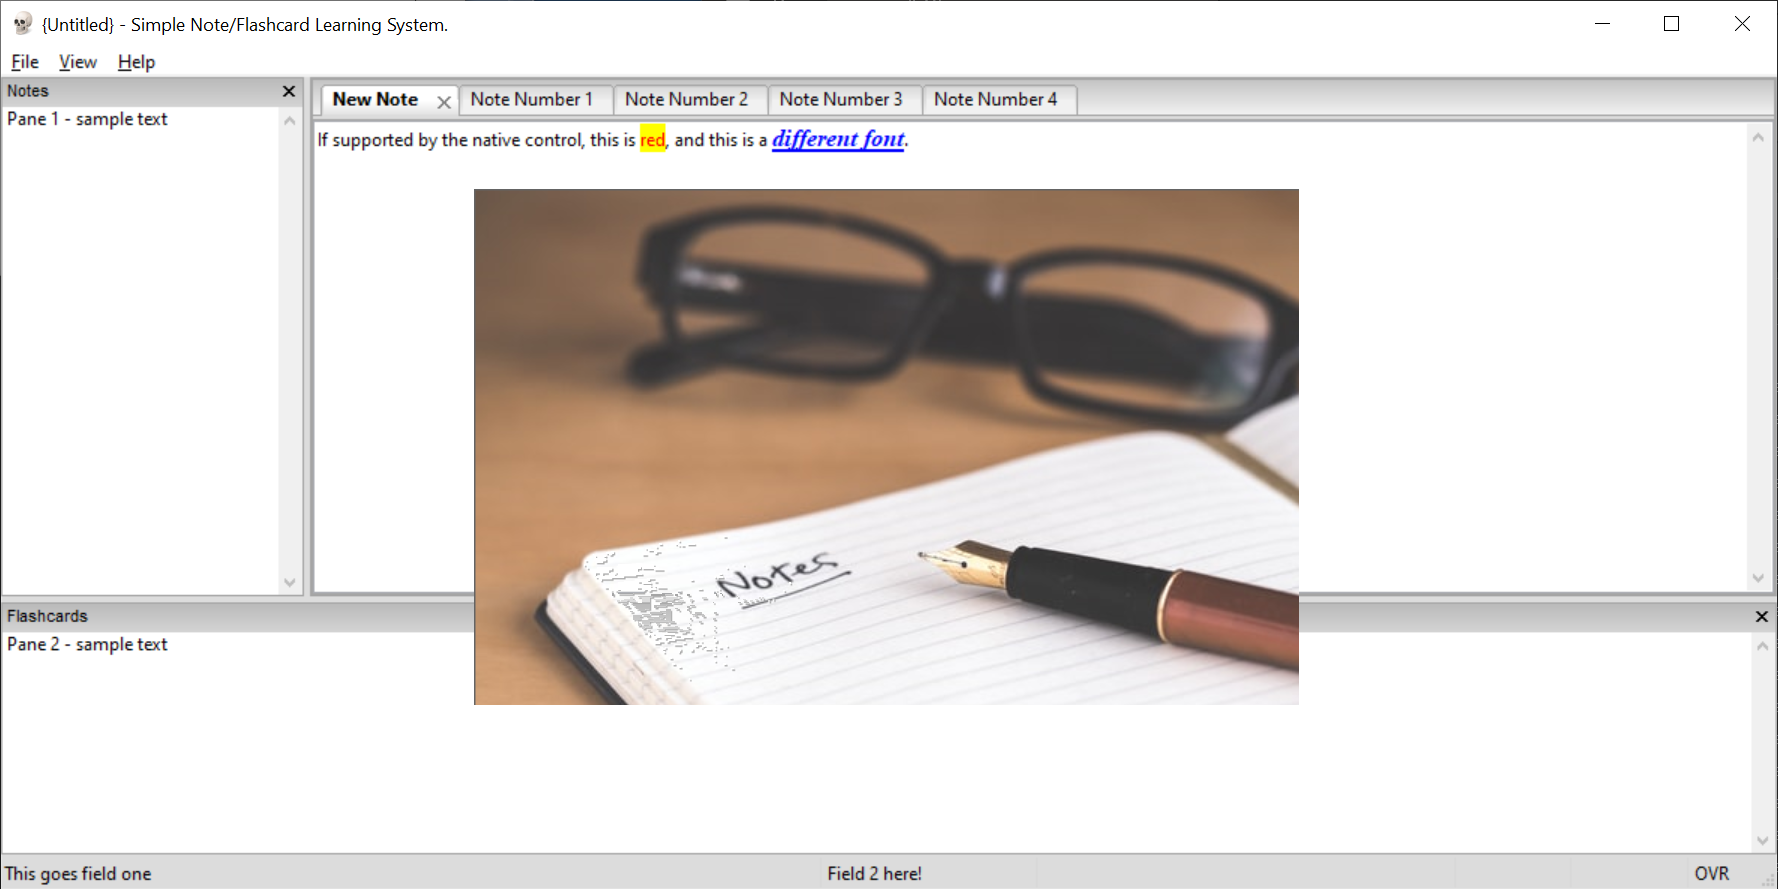 {Untitled} - Simple Note/Flashcard Learning System.
File View Help
Notes
Pane 1 - sample text
New Note Note Number 1 Note Number 2 Note Number 3 Note Number 4
If supported by the native control, this is red, and this is a different font.
Notes
Flashcards
Pane 2 - sample text
This goes field one Field 2 here! OVR